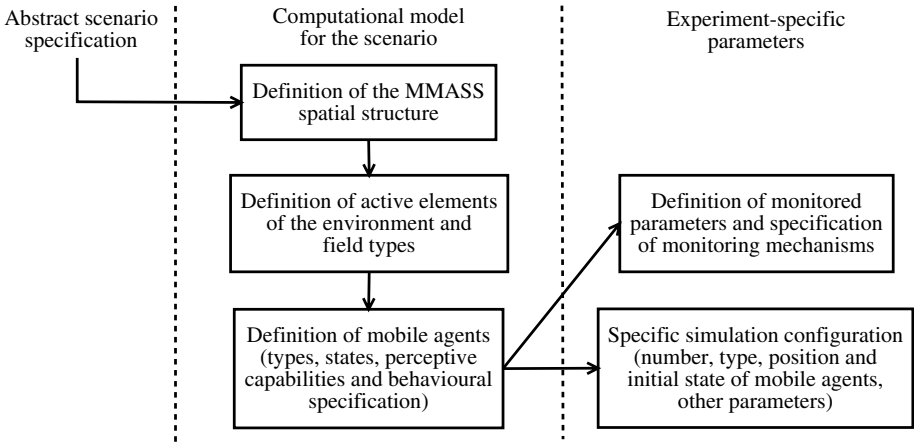 Abstract scenario
specification
Computational model
for the scenario
Experiment-specific
parameters
Definition of the MMASS
spatial structure
Definition of active elements
of the environment and
field types
Definition of monitored
parameters and specification
of monitoring mechanisms
Definition of mobile agents
(types, states, perceptive
capabilities and behavioural
specification)
Specific simulation configuration
(number, type, position and
initial state of mobile agents,
other parameters)